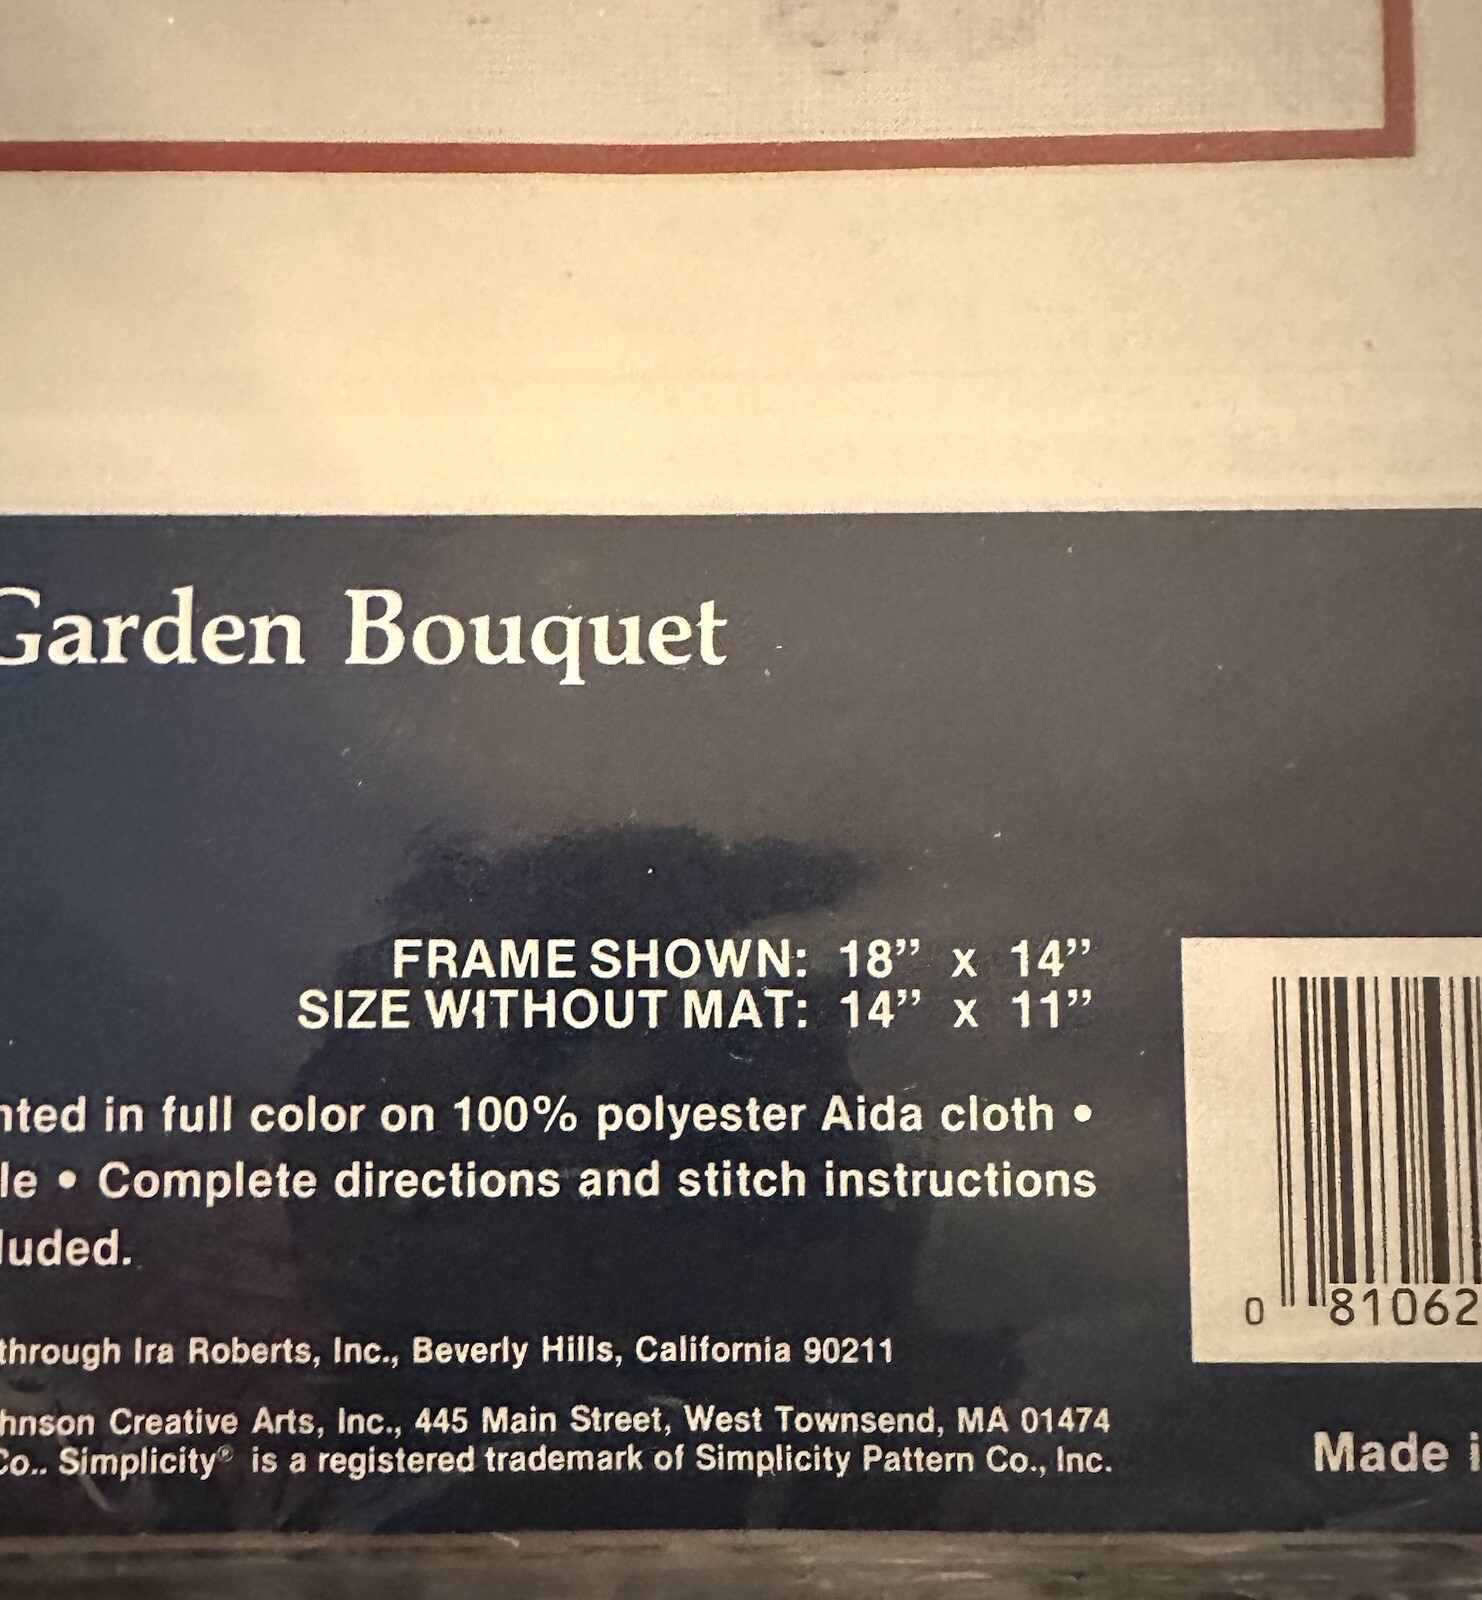 Garden Bouquet
FRAME SHOWN: 18” x 14”
SIZE WITHOUT MAT: 14” x 11”
nted in full color on 100% polyester Aida cloth •
le • Complete directions and stitch instructions
luded.
through Ira Roberts, Inc., Beverly Hills, California 90211
hnson Creative Arts, Inc., 445 Main Street, West Townsend, MA 01474
Co.. Simplicity® is a registered trademark of Simplicity Pattern Co., Inc.
0 81062
Made i